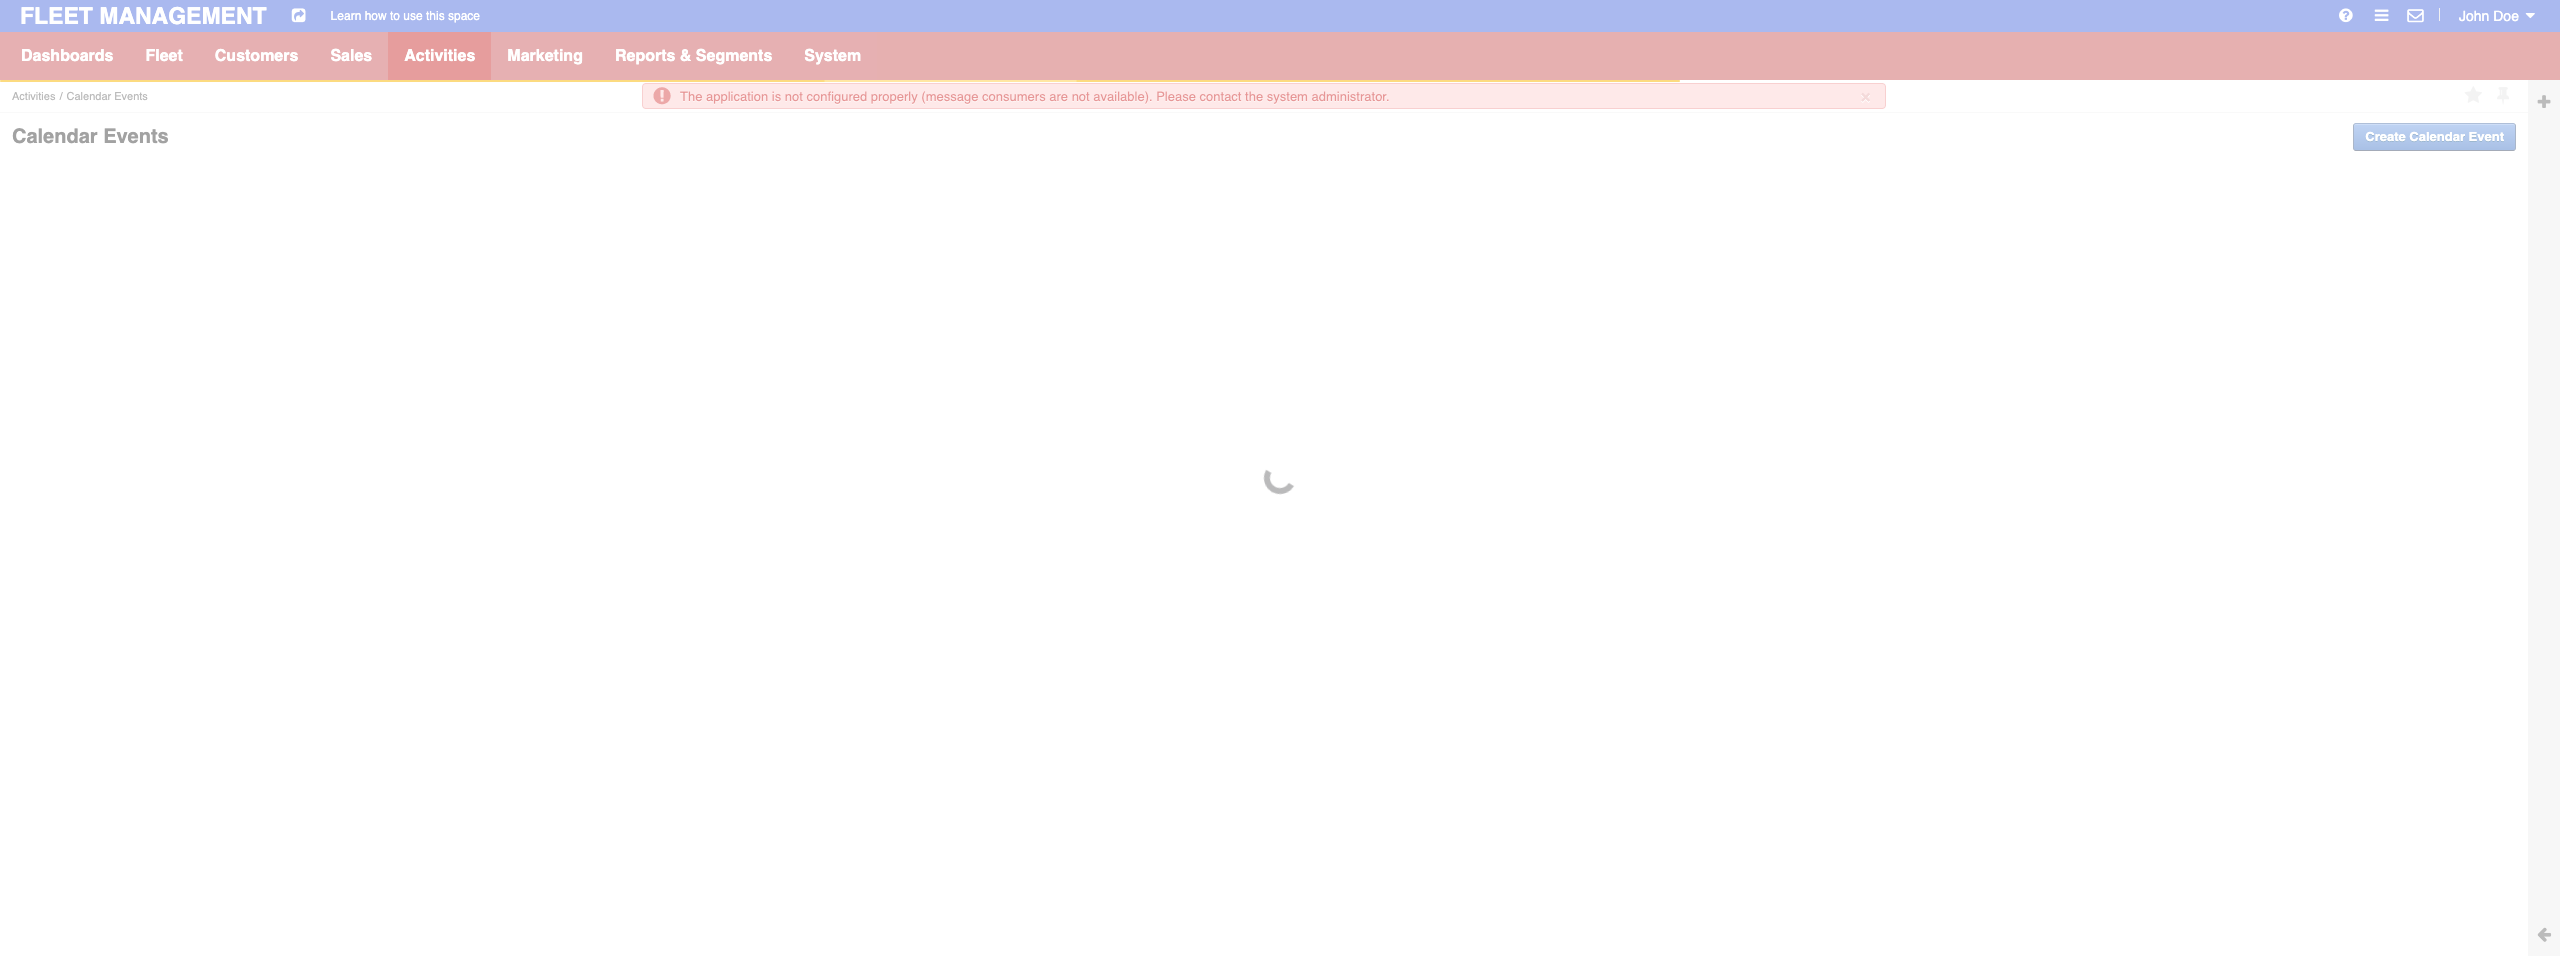 FLEET MANAGEMENT
Learn how to use this space
John Doe
Dashboards
Fleet
Customers
Sales
Activities
Marketing
Reports & Segments
System
Activities / Calendar Events
The application is not configured properly (message consumers are not available). Please contact the system administrator.
Calendar Events
Create Calendar Event